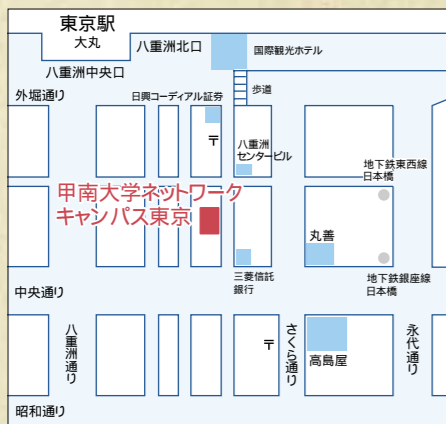 東京駅
大丸
八重洲北口
国際観光ホテル
八重洲中央口
外堀通り
日興コーディアル証券
歩道
〒
八重洲
センタービル
地下鉄東西線
日本橋
甲南大学ネットワーク
キャンパス東京
丸善
三菱信託
銀行
地下鉄銀座線
日本橋
中央通り
八重洲通り
〒
さくら通り
高島屋
永代通り
昭和通り